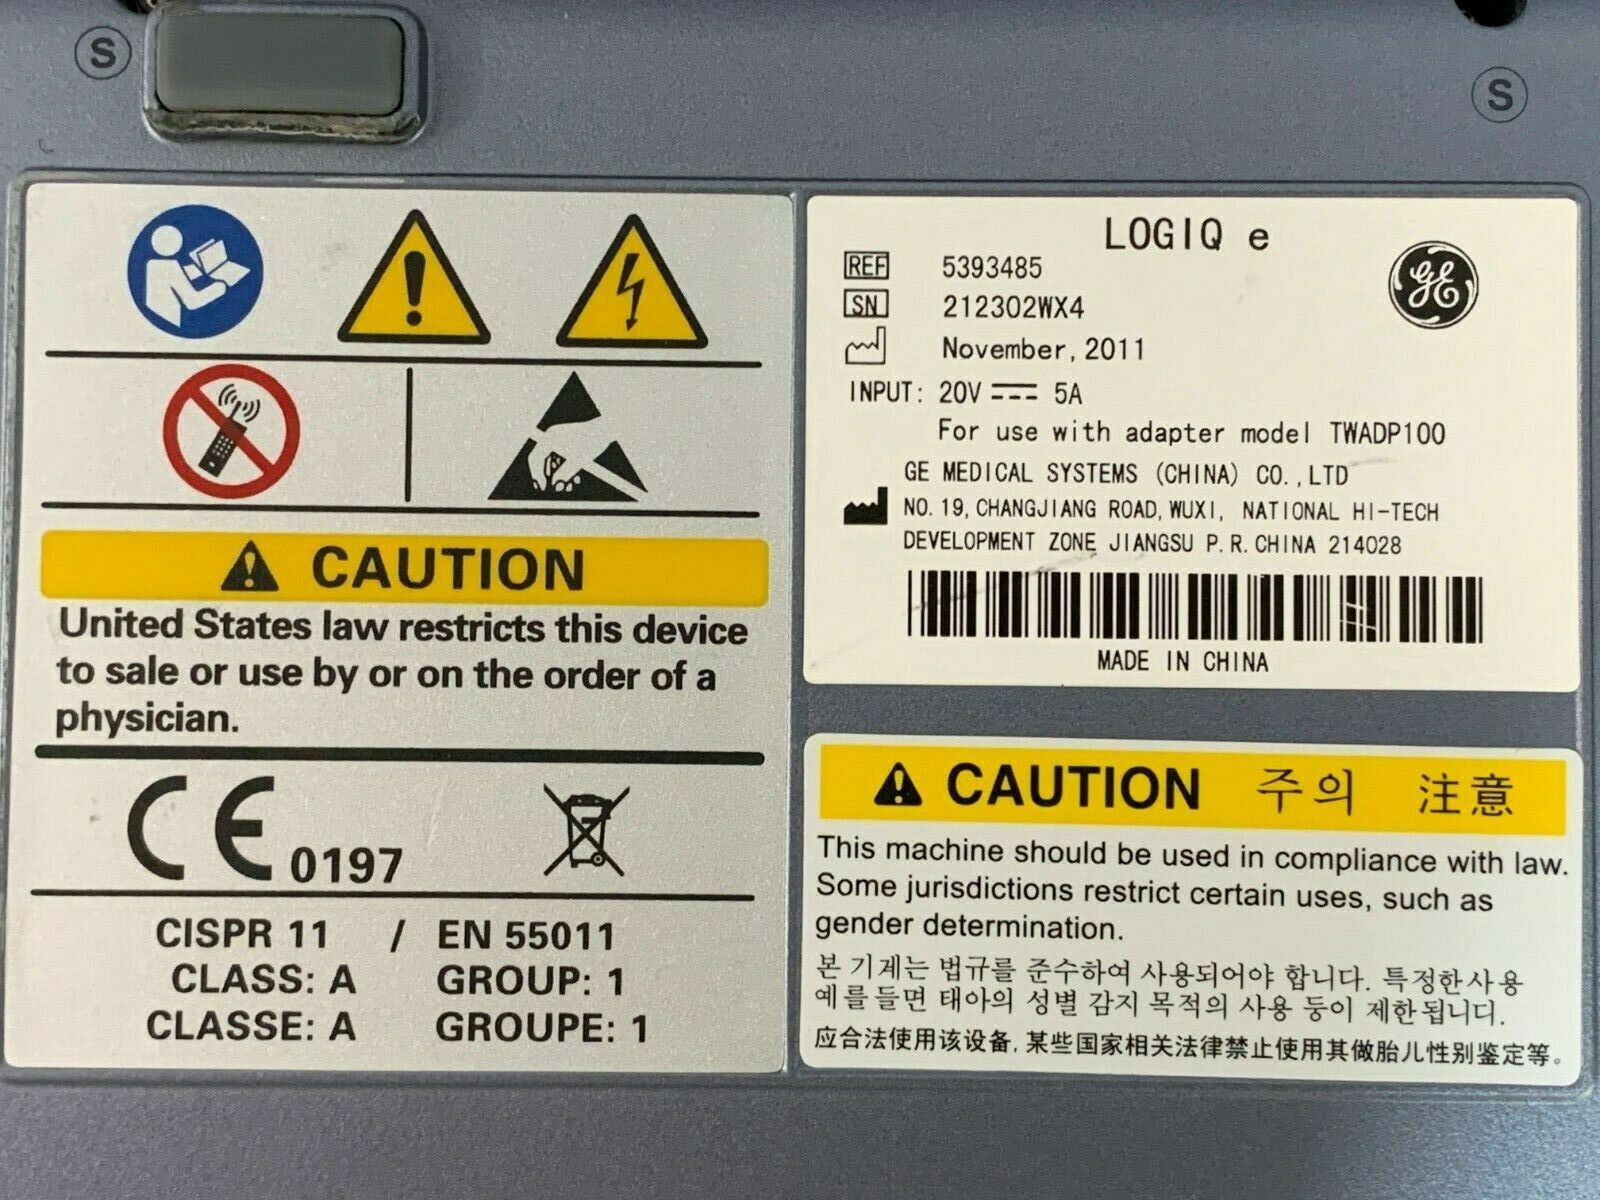 S
S
CAUTION
United States law restricts this device
to sale or use by or on the order of a
physician.
CE 0197
CISPR 11 / EN 55011
CLASS: A GROUP: 1
CLASSE: A GROUPE: 1
LOGIQ e
GE
REF 5393485
SN 212302WX4
November, 2011
INPUT: 20V 5A
For use with adapter model TWADP100
GE MEDICAL SYSTEMS (CHINA) CO.,LTD
NO.19,CHANGJIANG ROAD,WUXI, NATIONAL HI-TECH
DEVELOPMENT ZONE JIANGSU P.R.CHINA 214028
MADE IN CHINA
CAUTION 주의 注意
This machine should be used in compliance with law.
Some jurisdictions restrict certain uses, such as
gender determination.
본 기계는 법규를 준수하여 사용되어야 합니다. 특정한사용
예를들면 태아의 성별 감지 목적의 사용 둥이 제한됩니다.
应合法使用该设备,某些国家相关法律禁止使用其做胎儿性别鉴定等。